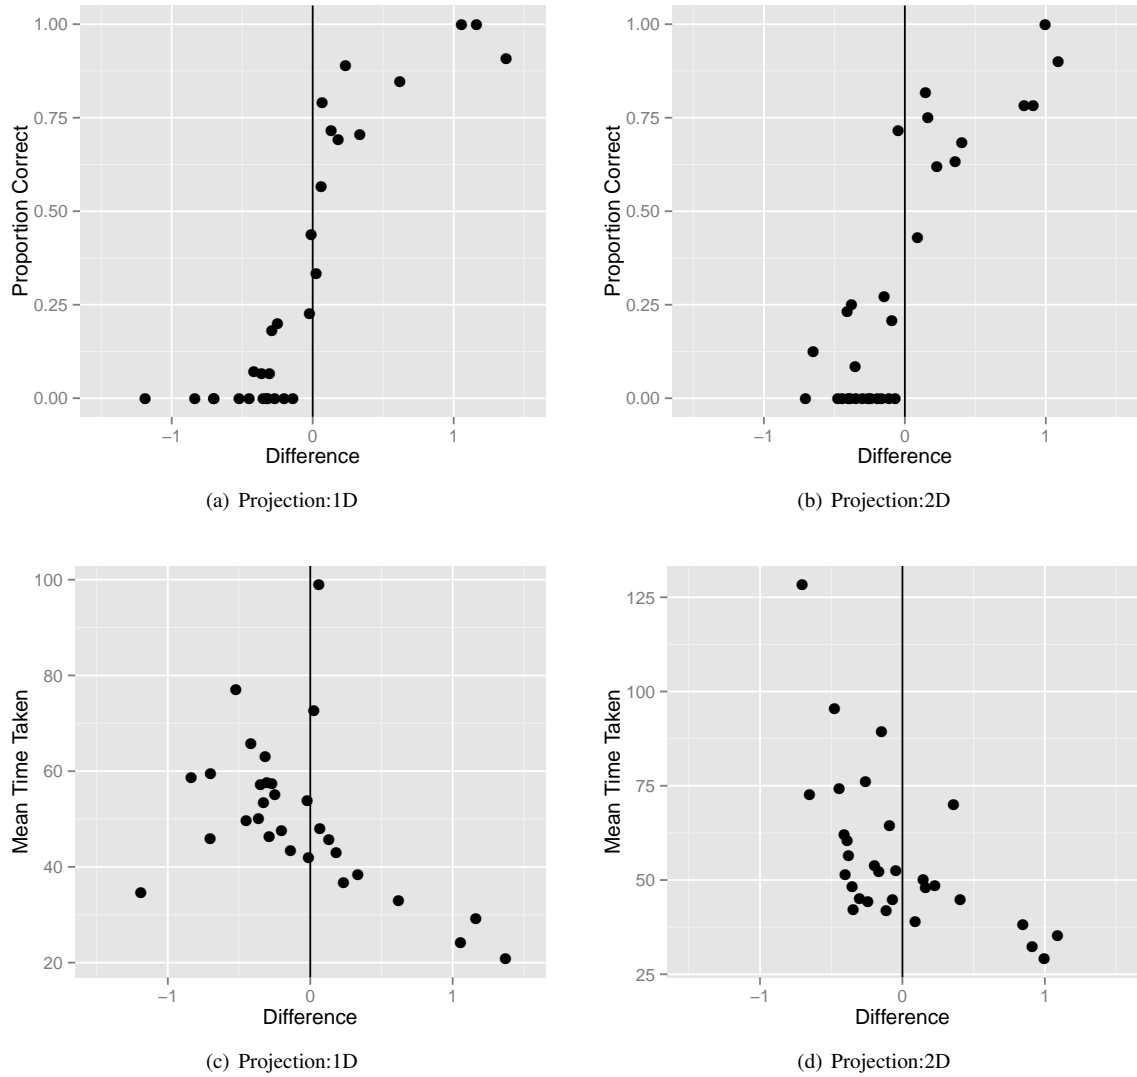 1.00
0.75
0.50
0.25
0.00
Proportion Correct
−1
0
1
Difference
(a) Projection:1D
1.00
0.75
0.50
0.25
0.00
Proportion Correct
−1
0
1
Difference
(b) Projection:2D
100
80
60
40
20
Mean Time Taken
−1
0
1
Difference
(c) Projection:1D
125
100
75
50
25
Mean Time Taken
−1
0
1
Difference
(d) Projection:2D